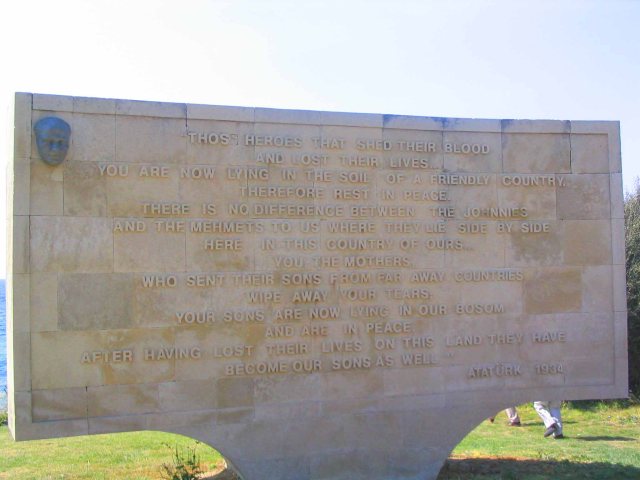 "THOS HEROES THAT SHED THEIR BLOOD
AND LOST THEIR LIVES...
YOU ARE NOW LYING IN THE SOIL OF A FRIENDLY COUNTRY.
THEREFORE REST IN PEACE.
THERE IS NO DIFFERENCE BETWEEN THE JOHNNIES
AND THE MEHMETS TO US WHERE THEY LIE SIDE BY SIDE
HERE IN THIS COUNTRY OF OURS...
YOU, THE MOTHERS,
WHO SENT THEIR SONS FROM FAR AWAY COUNTRIES
WIPE AWAY YOUR TEARS;
YOUR SONS ARE NOW LYING IN OUR BOSOM
AND ARE IN PEACE.
AFTER HAVING LOST THEIR LIVES ON THIS LAND THEY HAVE
BECOME OUR SONS AS WELL."
ATATÜRK 1934